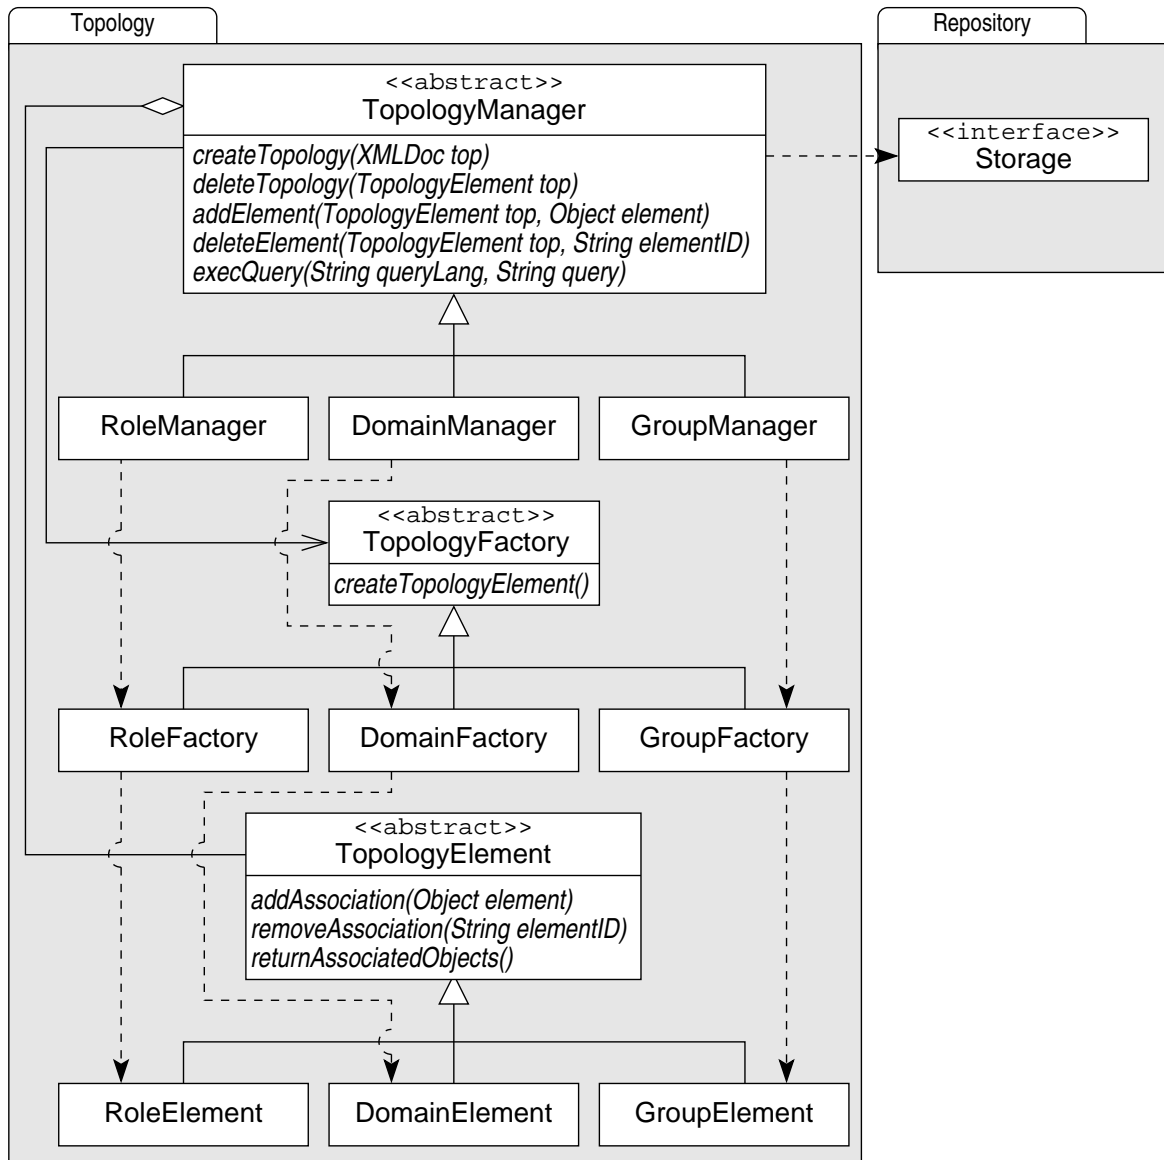 Topology
Repository
<<abstract>>
TopologyManager
createTopology(XMLDoc top)
deleteTopology(TopologyElement top)
addElement(TopologyElement top, Object element)
deleteElement(TopologyElement top, String elementID)
execQuery(String queryLang, String query)
<<interface>>
Storage
RoleManager
DomainManager
GroupManager
<<abstract>>
TopologyFactory
createTopologyElement()
RoleFactory
DomainFactory
GroupFactory
<<abstract>>
TopologyElement
addAssociation(Object element)
removeAssociation(String elementID)
returnAssociatedObjects()
RoleElement
DomainElement
GroupElement